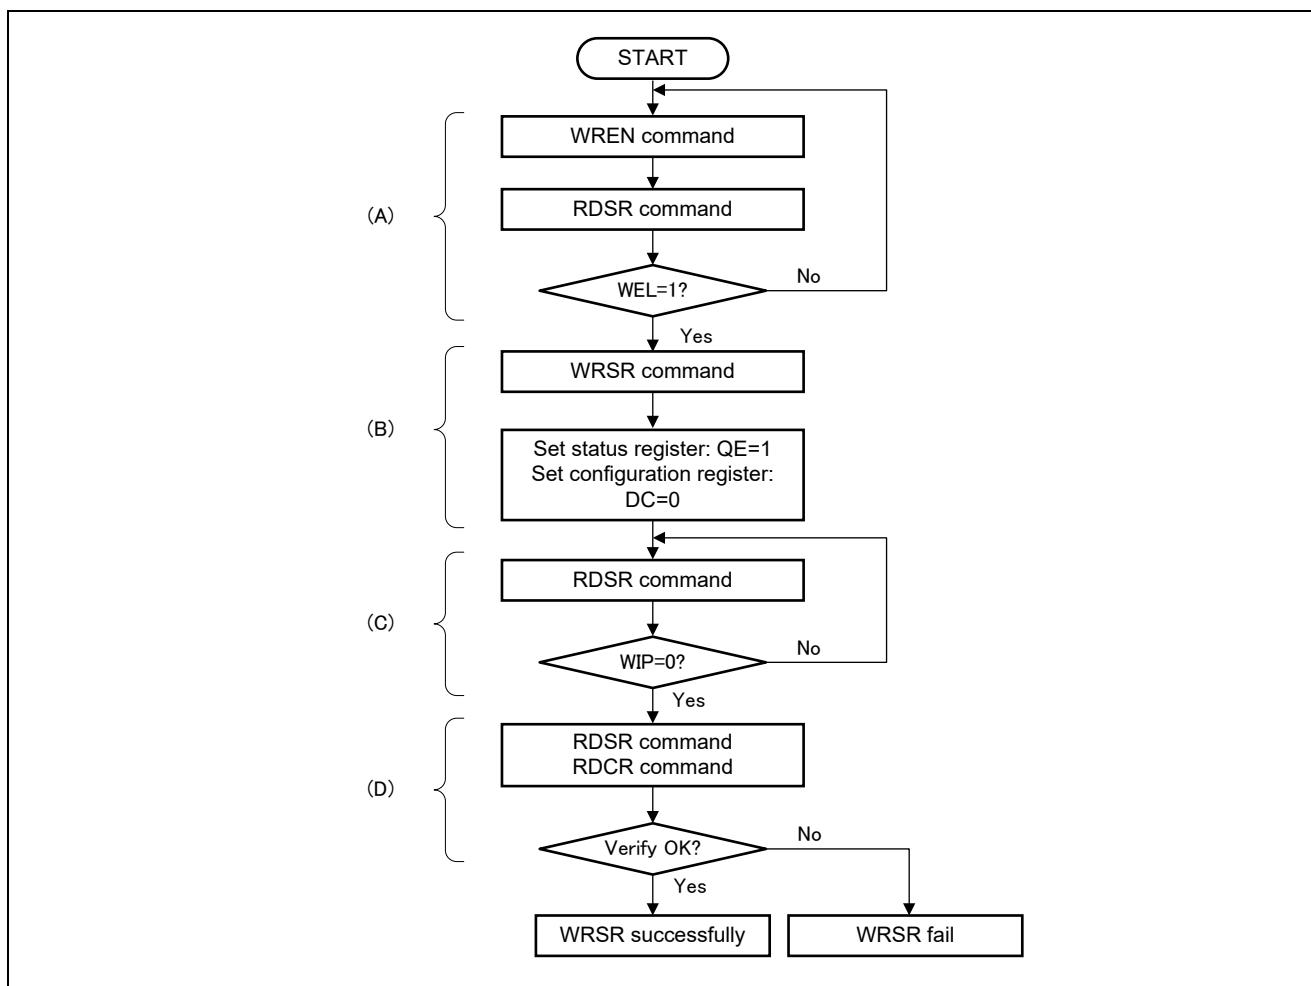 START
WREN command
RDSR command
(A)
WEL=1?
No
Yes
WRSR command
(B)
Set status register: QE=1
Set configuration register:
DC=0
RDSR command
(C)
WIP=0?
No
Yes
RDSR command
RDCR command
(D)
Verify OK?
No
Yes
WRSR successfully
WRSR fail